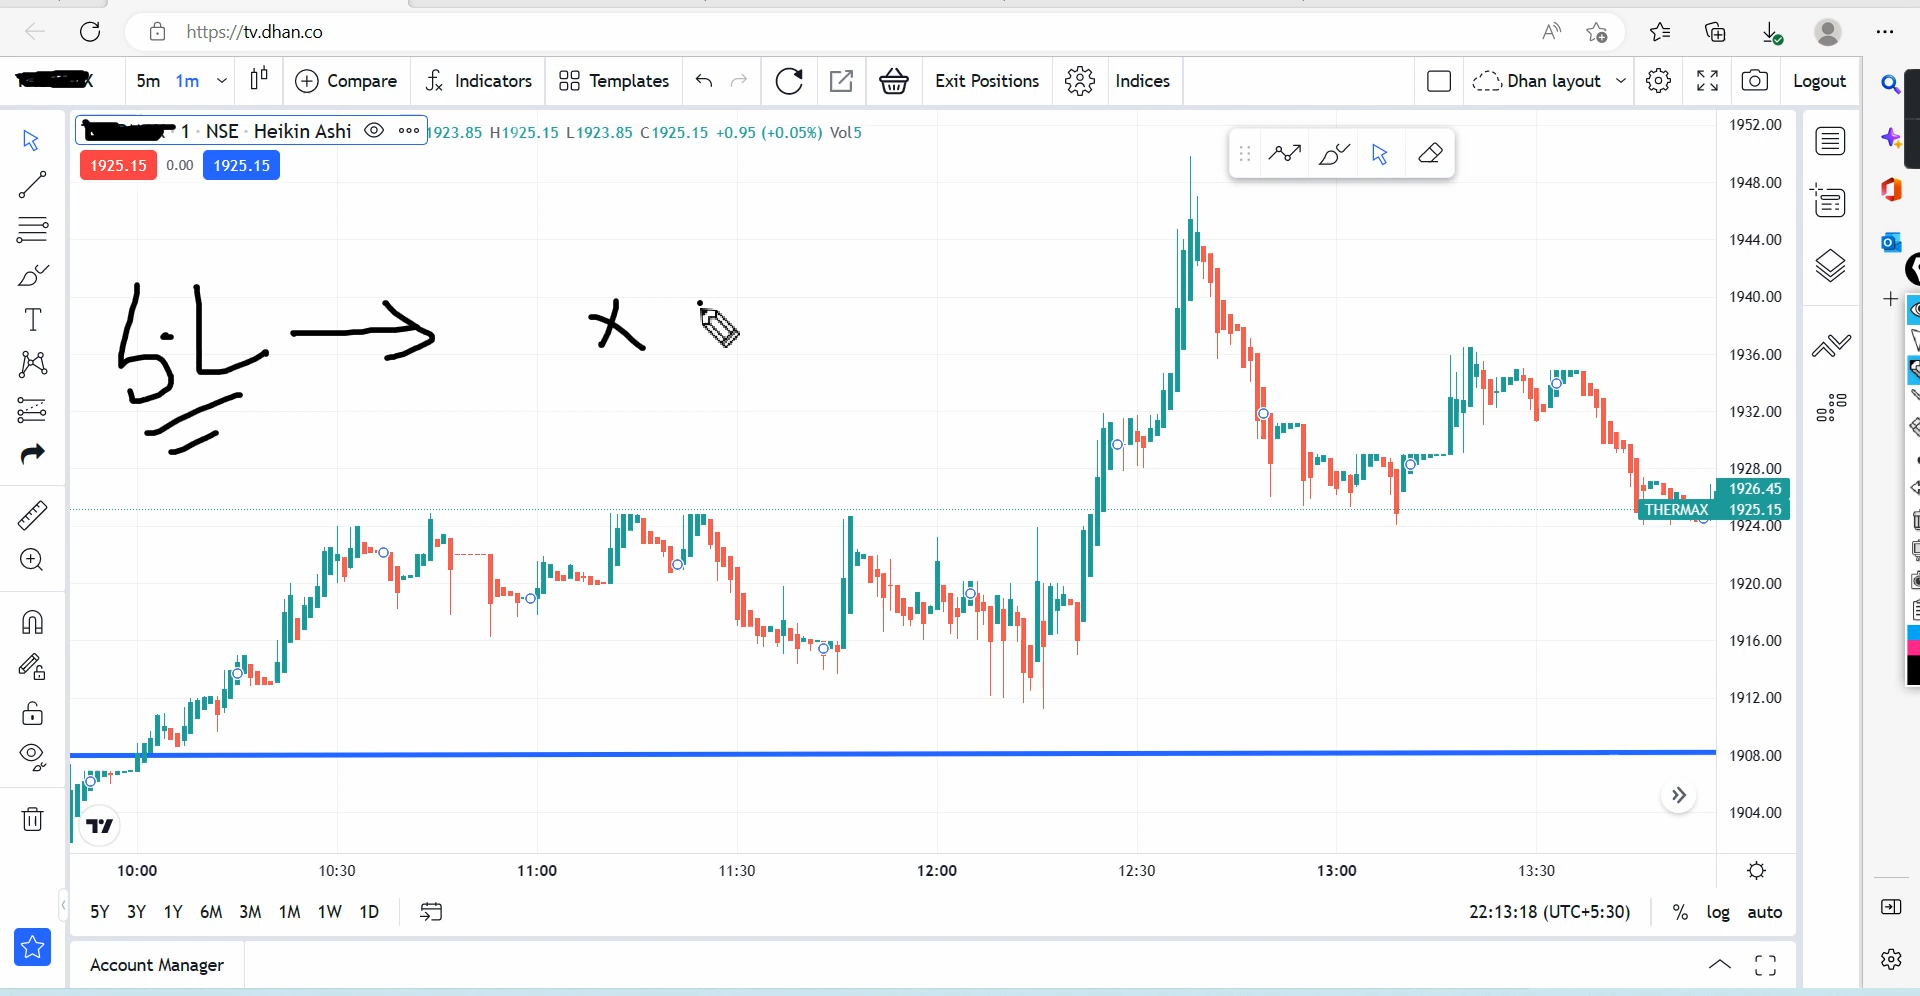 https://tv.dhan.co
X 5m 1m Compare Indicators Templates Exit Positions Indices Dhan layout Logout
· 1 · NSE · Heikin Ashi 1923.85 H1925.15 L1923.85 C1925.15 +0.95 (+0.05%) Vol5
1925.15 0.00 1925.15
S.L → x
1952.00
1948.00
1944.00
1940.00
1936.00
1932.00
1928.00
1926.45
THERMAX 1925.15
1924.00
1920.00
1916.00
1912.00
1908.00
1904.00
10:00 10:30 11:00 11:30 12:00 12:30 13:00 13:30
5Y 3Y 1Y 6M 3M 1M 1W 1D 22:13:18 (UTC+5:30) % log auto
Account Manager